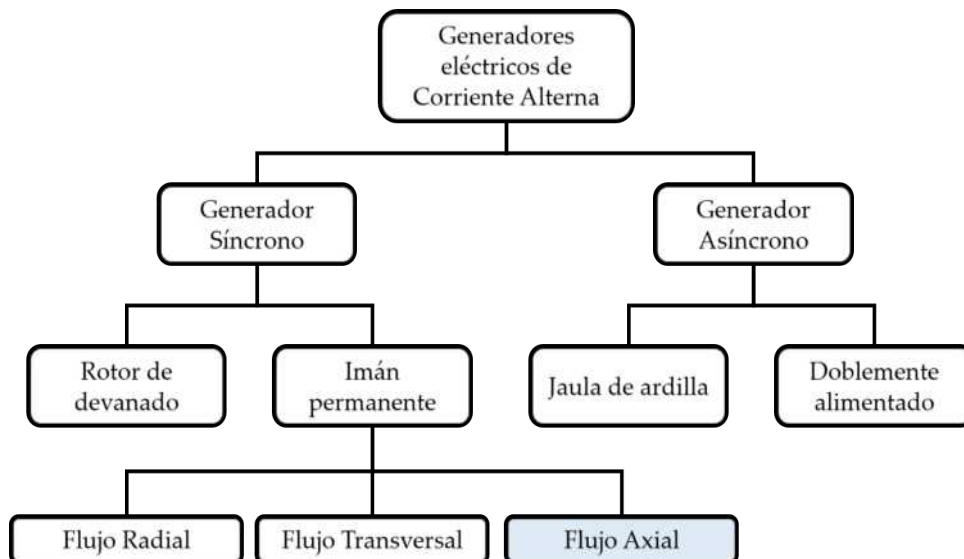 Generadores
eléctricos de
Corriente Alterna
Generador
Síncrono
Generador
Asíncrono
Rotor de
devanado
Imán
permanente
Jaula de ardilla
Doblemente
alimentado
Flujo Radial
Flujo Transversal
Flujo Axial